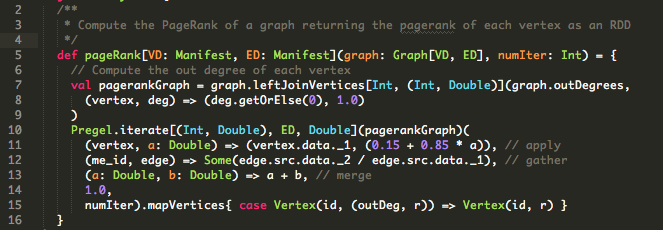 2 /**
3  * Compute the PageRank of a graph returning the pagerank of each vertex as an RDD
4  */
5 def pageRank[VD: Manifest, ED: Manifest](graph: Graph[VD, ED], numIter: Int) = {
6   // Compute the out degree of each vertex
7   val pagerankGraph = graph.leftJoinVertices[Int, (Int, Double)](graph.outDegrees,
8     (vertex, deg) => (deg.getOrElse(0), 1.0)
9   )
10   Pregel.iterate[(Int, Double), ED, Double](pagerankGraph)(
11     (vertex, a: Double) => (vertex.data._1, (0.15 + 0.85 * a)), // apply
12     (me_id, edge) => Some(edge.src.data._2 / edge.src.data._1), // gather
13     (a: Double, b: Double) => a + b, // merge
14     1.0,
15     numIter).mapVertices{ case Vertex(id, (outDeg, r)) => Vertex(id, r) }
16 }